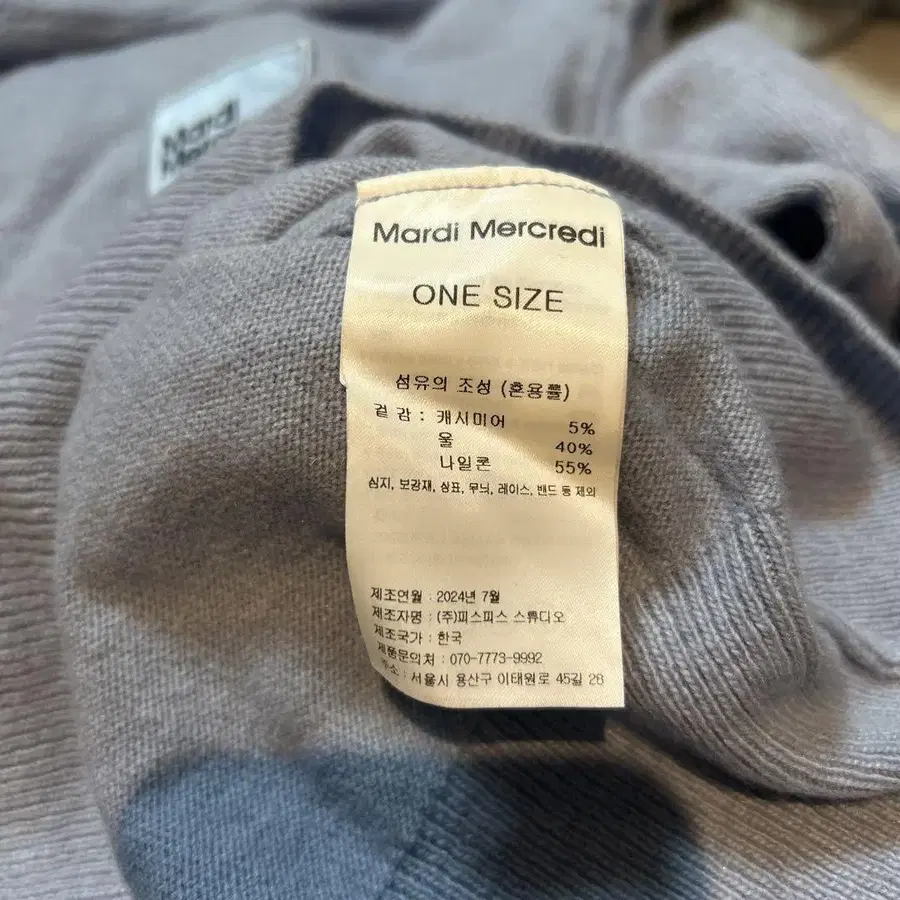 Mardi
Mardi Mercredi
ONE SIZE
섬유의 조성 (혼용률)
겉 감 : 캐시미어 5%
울 40%
나일론 55%
심지, 보강재, 상표, 무늬, 레이스, 밴드 등 제외
제조연월 : 2024년 7월
제조자명 : (주)피스피스 스튜디오
제조국가 : 한국
제품문의처 : 070-7773-9992
주소 : 서울시 용산구 이태원로 45길 28